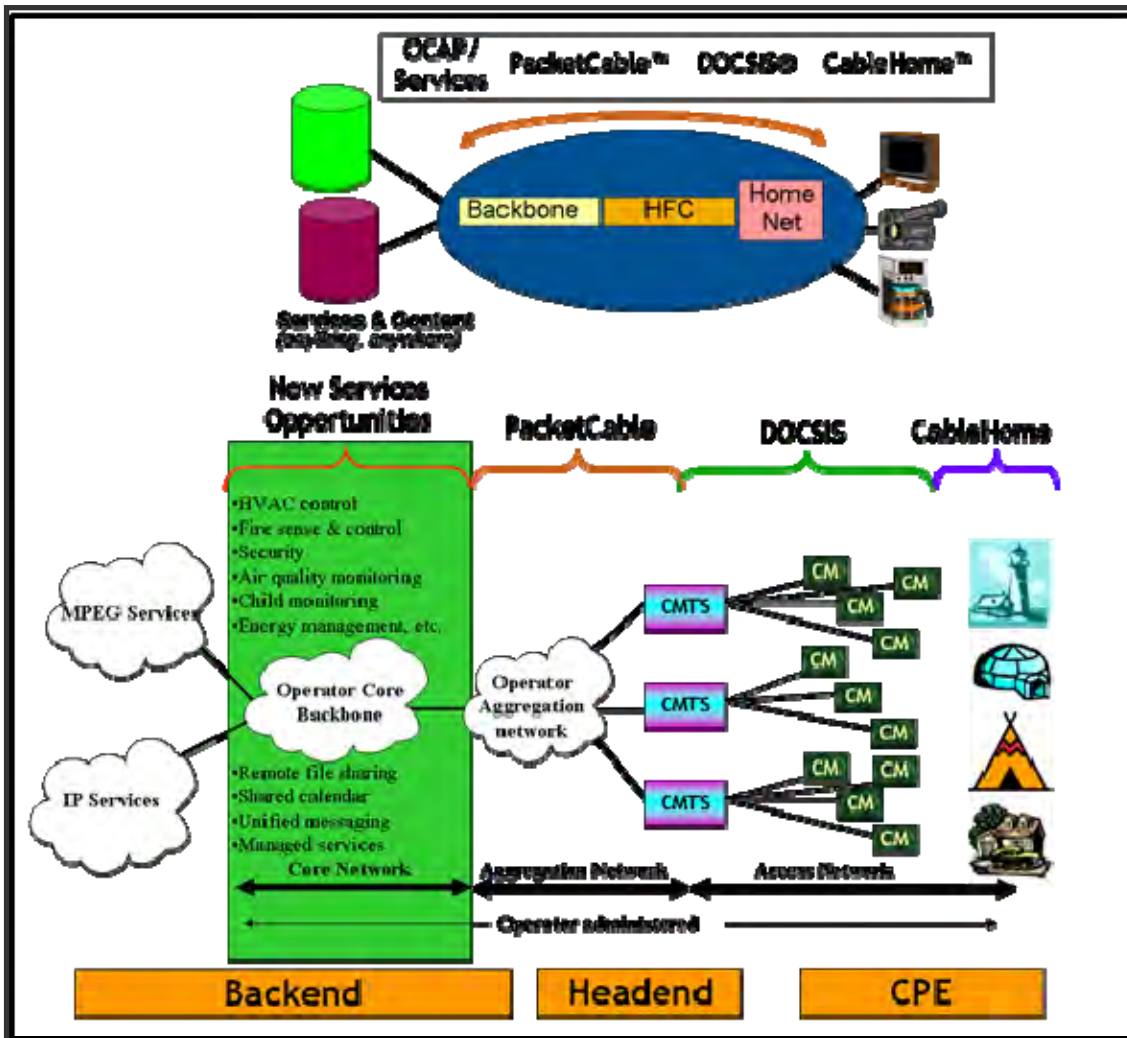 OCAP/
Services
PacketCable™ DOCSIS® CableHome™
Backbone
HFC
Home
Net
Services & Content
(anything, anywhere)
New Services
Opportunities
PacketCable
DOCSIS
CableHome
•HVAC control
•Fire sense & control
•Security
•Air quality monitoring
•Child monitoring
•Energy management, etc.
MPEG Services
Operator Core
Backbone
Operator
Aggregation
network
IP Services
CMTS
CMTS
CMTS
CM
CM
CM
CM
CM
CM
CM
CM
CM
CM
CM
•Remote file sharing
•Shared calendar
•Unified messaging
•Managed services
Core Network
Aggregation Network
Access Network
Operator administered
Backend
Headend
CPE